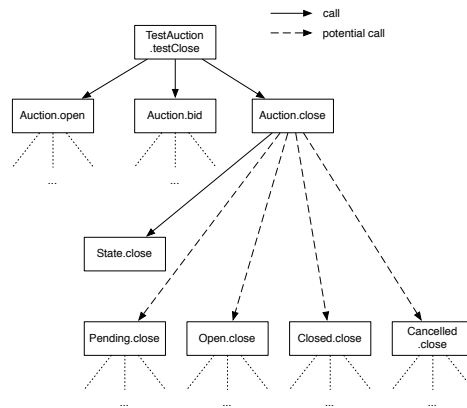 call
potential call
TestAuction
.testClose
Auction.open
Auction.bid
Auction.close
...
...
State.close
Pending.close
Open.close
Closed.close
Cancelled
.close
...
...
...
...